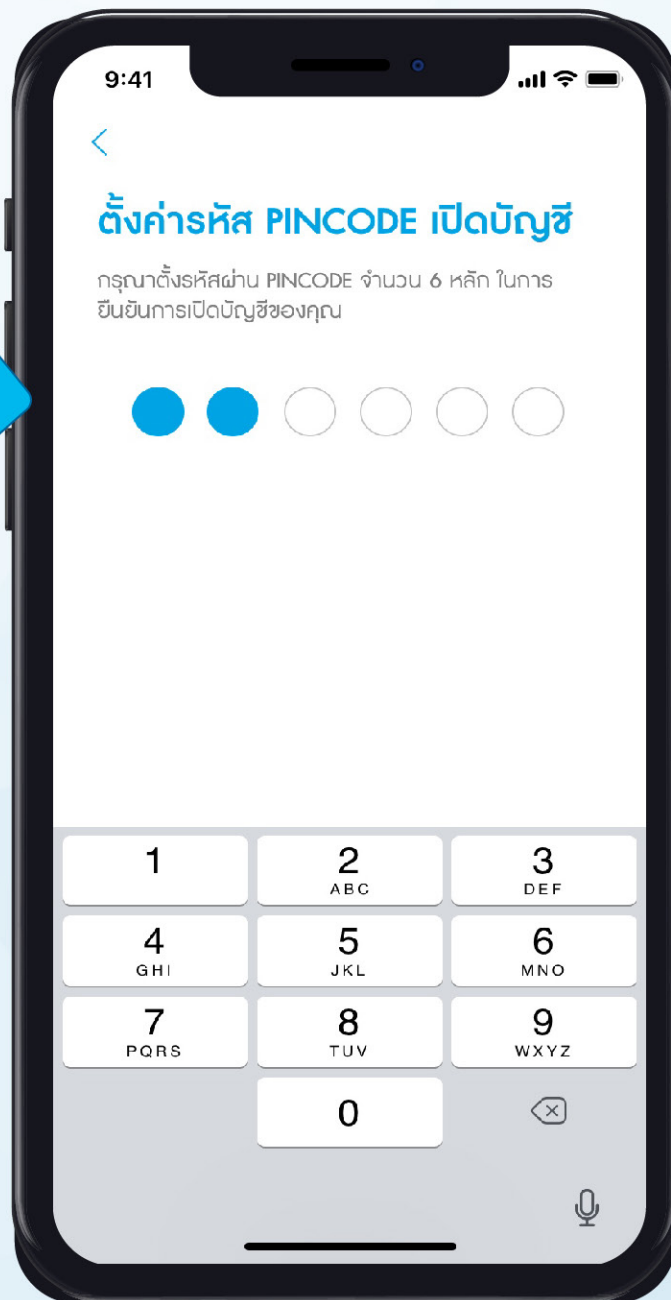 9:41
ตั้งค่ารหัส PINCODE เปิดบัญชี
กรุณาตั้งรหัสผ่าน PINCODE จำนวน 6 หลัก ในการ
ยืนยันการเปิดบัญชีของคุณ
1 2 3
ABC DEF
4 5 6
GHI JKL MNO
7 8 9
PQRS TUV WXYZ
0